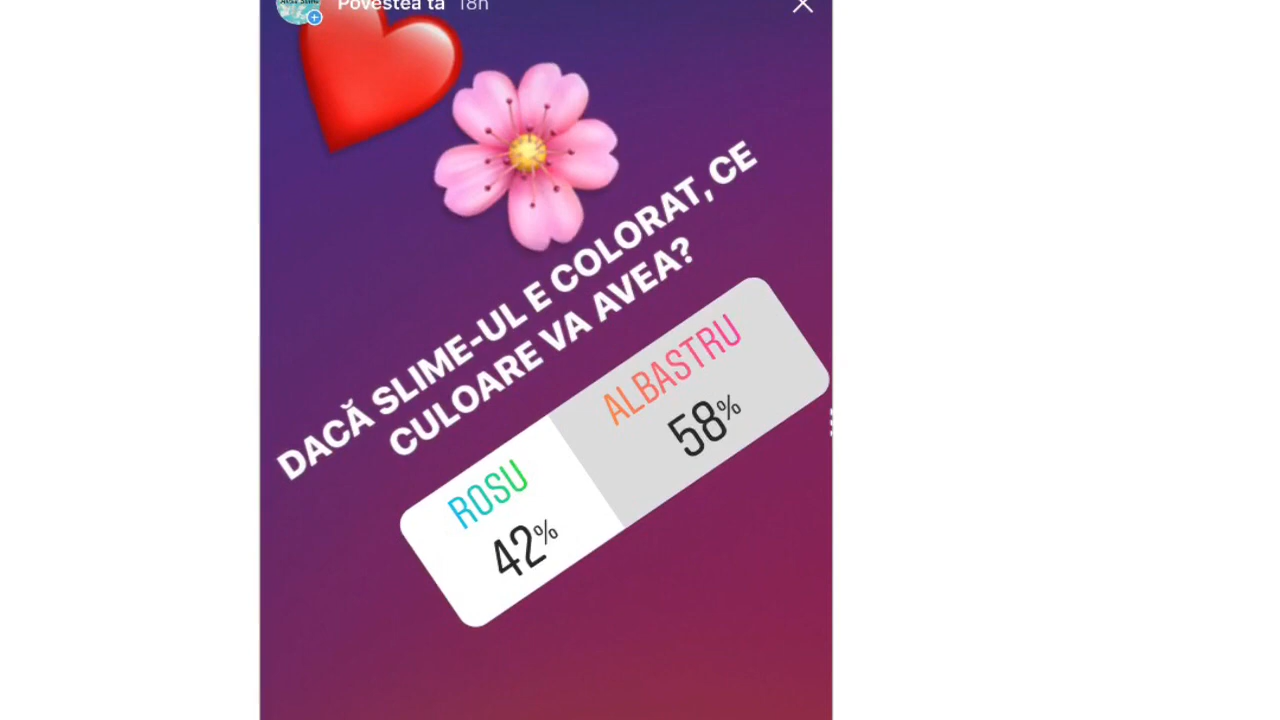 Povestea ta 18h
DACĂ SLIME-UL E COLORAT, CE
CULOARE VA AVEA?
ROSU
42%
ALBASTRU
58%